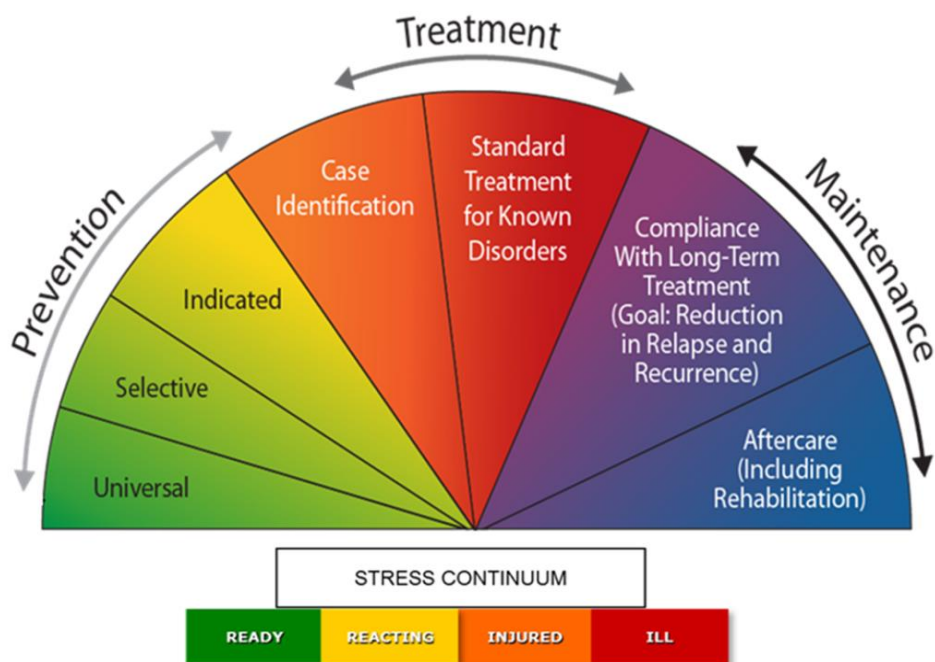 Treatment
Prevention
Maintenance
Universal
Selective
Indicated
Case
Identification
Standard
Treatment
for Known
Disorders
Compliance
With Long-Term
Treatment
(Goal: Reduction
in Relapse and
Recurrence)
Aftercare
(Including
Rehabilitation)
STRESS CONTINUUM
READY
REACTING
INJURED
ILL